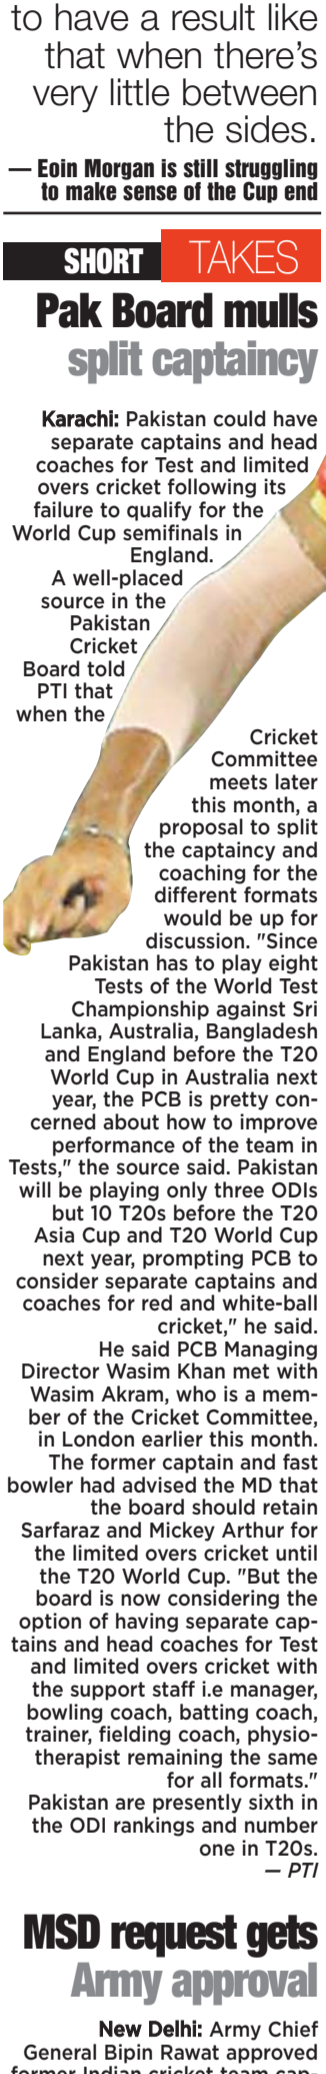 to have a result like
that when there's
very little between
the sides.
— Eoin Morgan is still struggling
to make sense of the Cup end
SHORT TAKES
Pak Board mulls
split captaincy
Karachi: Pakistan could have
separate captains and head
coaches for Test and limited
overs cricket following its
failure to qualify for the
World Cup semifinals in
England.
A well-placed
source in the
Pakistan
Cricket
Board told
PTI that
when the
Cricket
Committee
meets later
this month, a
proposal to split
the captaincy and
coaching for the
different formats
would be up for
discussion. "Since
Pakistan has to play eight
Tests of the World Test
Championship against Sri
Lanka, Australia, Bangladesh
and England before the T20
World Cup in Australia next
year, the PCB is pretty con-
cerned about how to improve
performance of the team in
Tests," the source said. Pakistan
will be playing only three ODIs
but 10 T20s before the T20
Asia Cup and T20 World Cup
next year, prompting PCB to
consider separate captains and
coaches for red and white-ball
cricket," he said.
He said PCB Managing
Director Wasim Khan met with
Wasim Akram, who is a mem-
ber of the Cricket Committee,
in London earlier this month.
The former captain and fast
bowler had advised the MD that
the board should retain
Sarfaraz and Mickey Arthur for
the limited overs cricket until
the T20 World Cup. "But the
board is now considering the
option of having separate cap-
tains and head coaches for Test
and limited overs cricket with
the support staff i.e manager,
bowling coach, batting coach,
trainer, fielding coach, physio-
therapist remaining the same
for all formats."
Pakistan are presently sixth in
the ODI rankings and number
one in T20s.
— PTI
MSD request gets
Army approval
New Delhi: Army Chief
General Bipin Rawat approved
former Indian cricket team cap-